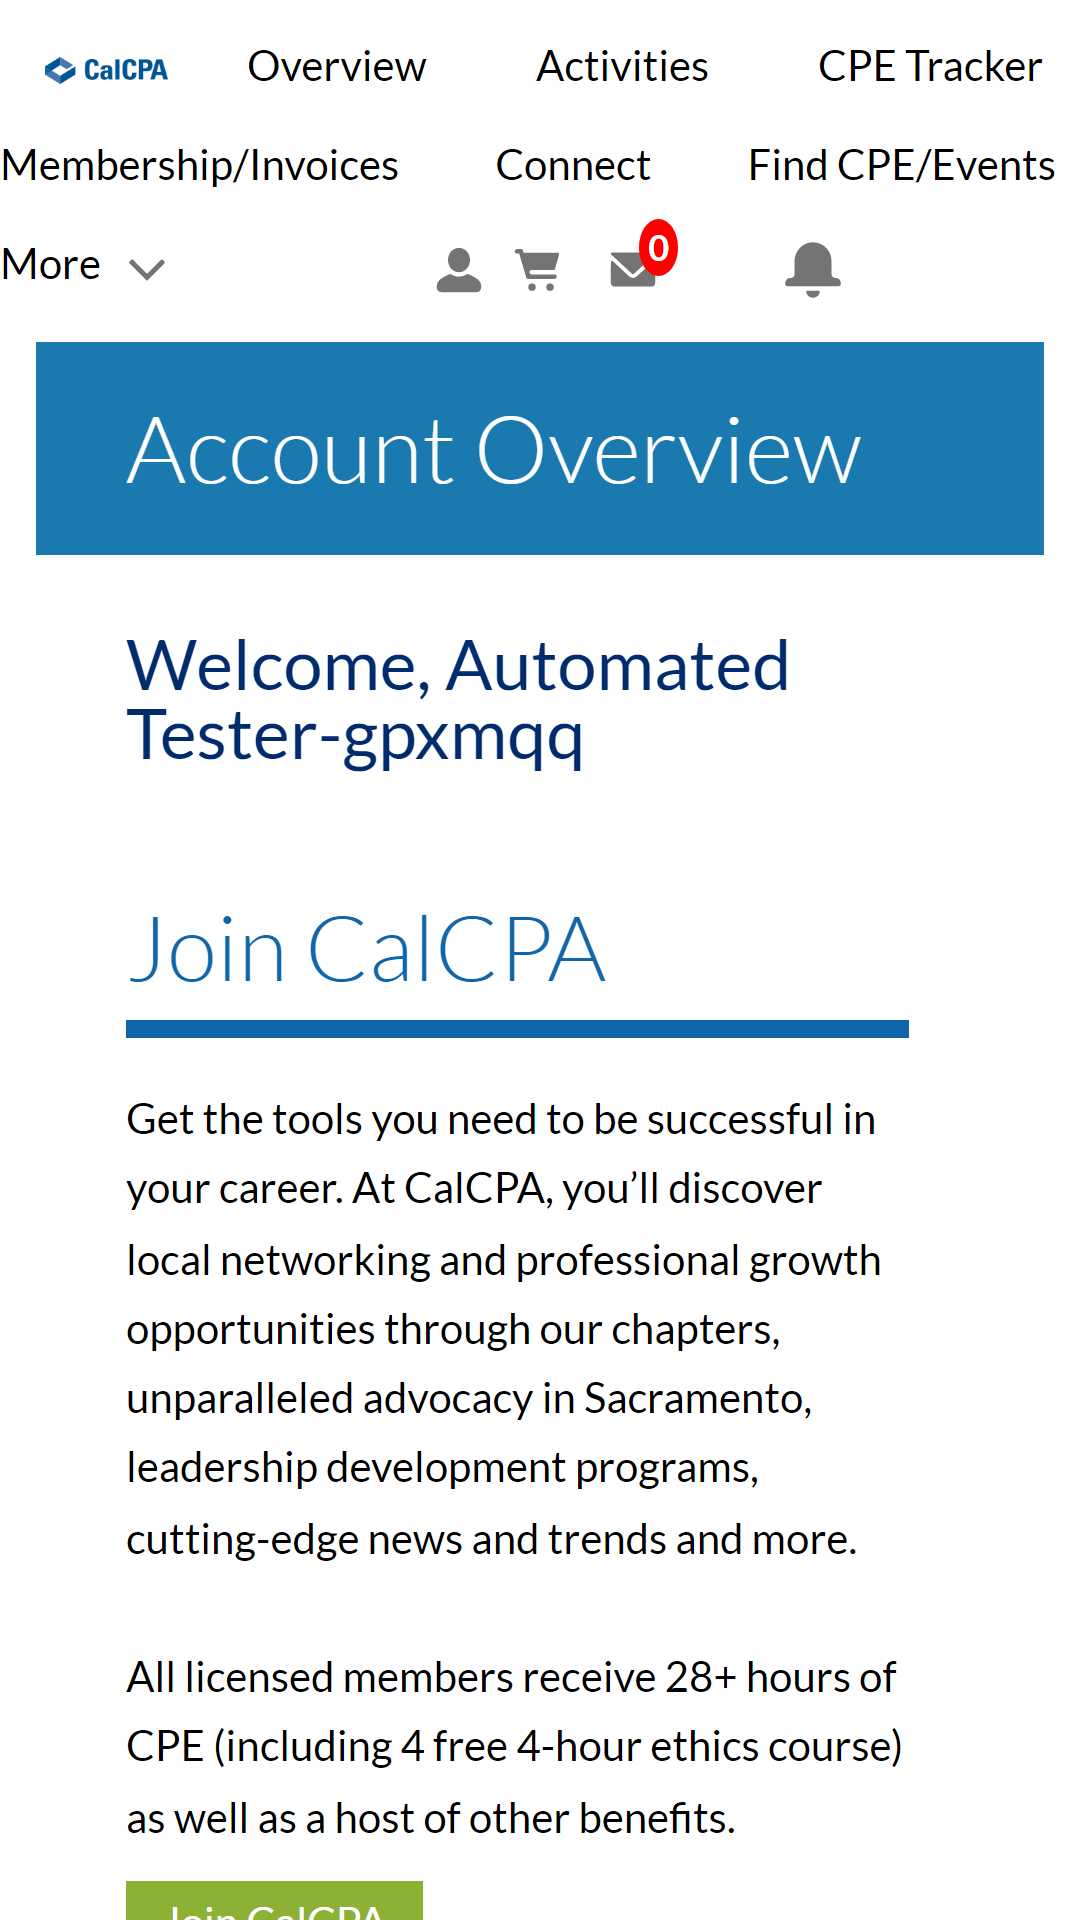 CalCPA Overview Activities CPE Tracker
Membership/Invoices Connect Find CPE/Events
More 0
Account Overview
Welcome, Automated
Tester-gpxmqq
Join CalCPA
Get the tools you need to be successful in
your career. At CalCPA, you’ll discover
local networking and professional growth
opportunities through our chapters,
unparalleled advocacy in Sacramento,
leadership development programs,
cutting-edge news and trends and more.
All licensed members receive 28+ hours of
CPE (including 4 free 4-hour ethics course)
as well as a host of other benefits.
Join CalCPA